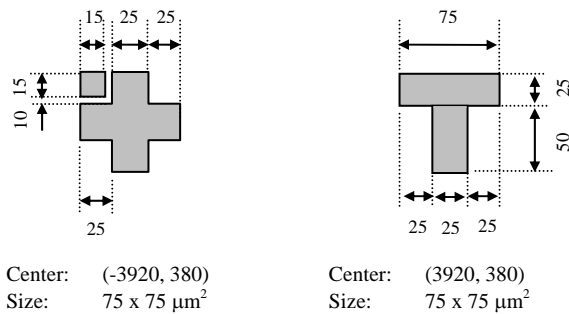 15 25 25
15
10
25
75
25
50
25 25 25
Center: (-3920, 380)
Size: 75 x 75 μm²
Center: (3920, 380)
Size: 75 x 75 μm²